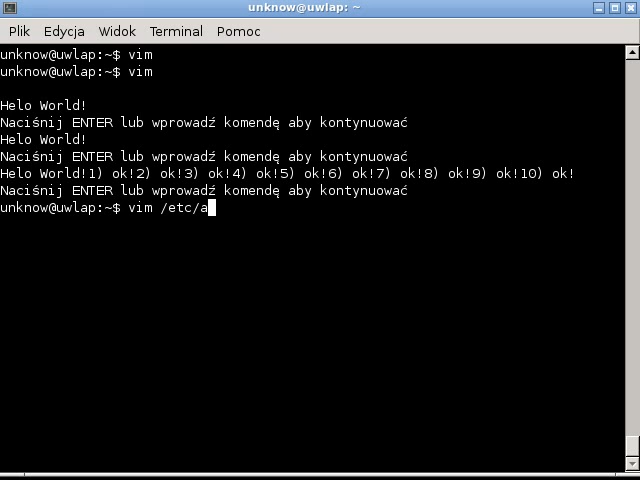 unknow@uwlap: ~
Plik Edycja Widok Terminal Pomoc
unknow@uwlap:~$ vim
unknow@uwlap:~$ vim
Helo World!
Naciśnij ENTER lub wprowadź komendę aby kontynuować
Helo World!
Naciśnij ENTER lub wprowadź komendę aby kontynuować
Helo World!1) ok!2) ok!3) ok!4) ok!5) ok!6) ok!7) ok!8) ok!9) ok!10) ok!
Naciśnij ENTER lub wprowadź komendę aby kontynuować
unknow@uwlap:~$ vim /etc/a